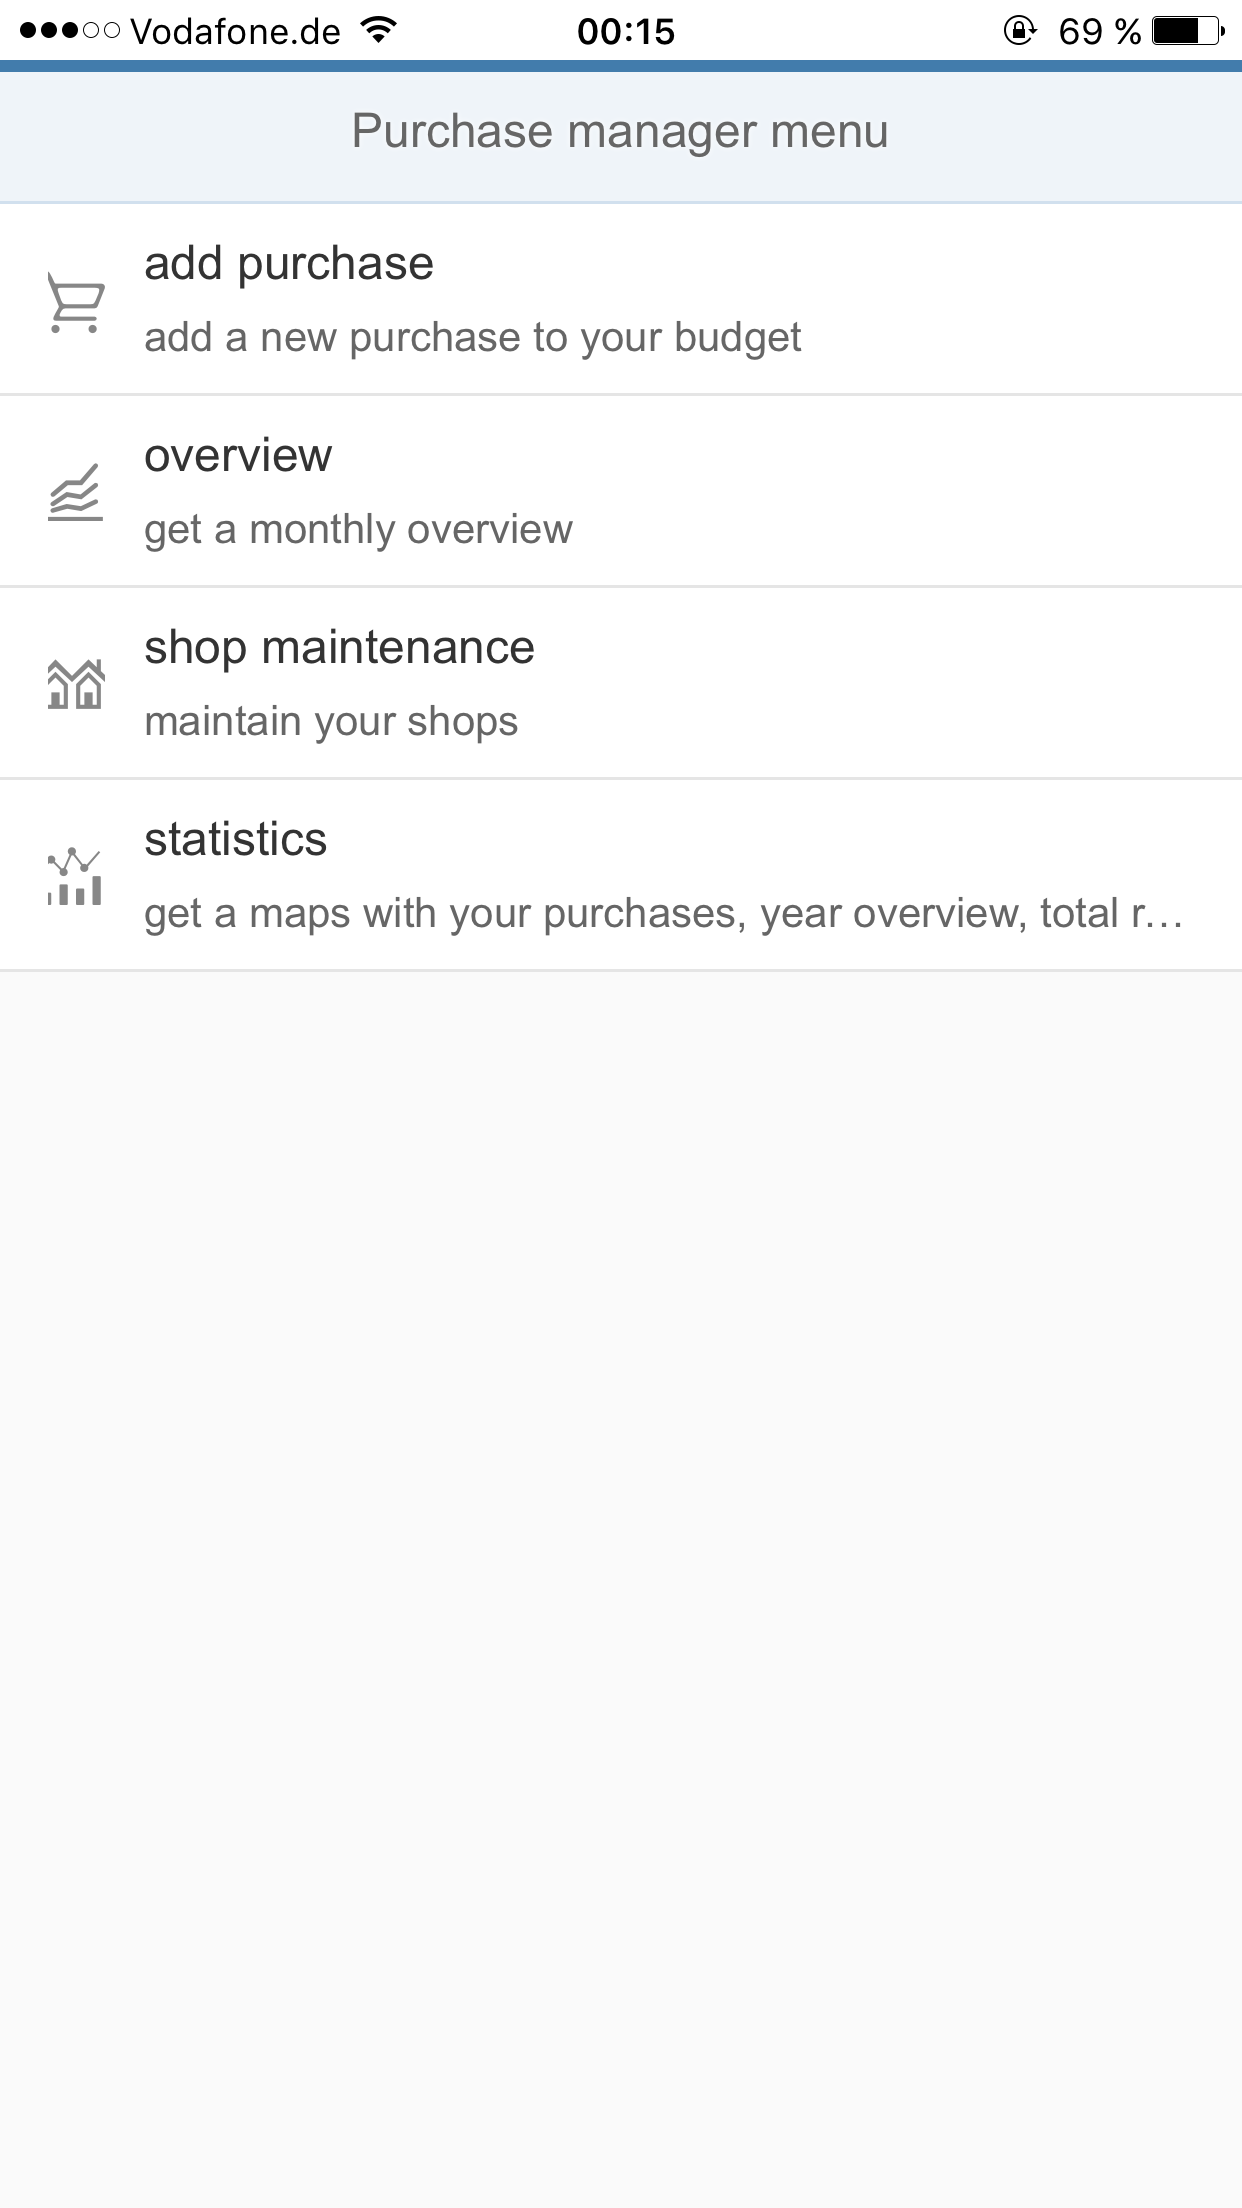 Vodafone.de 00:15 69 %
Purchase manager menu
add purchase
add a new purchase to your budget
overview
get a monthly overview
shop maintenance
maintain your shops
statistics
get a maps with your purchases, year overview, total r…